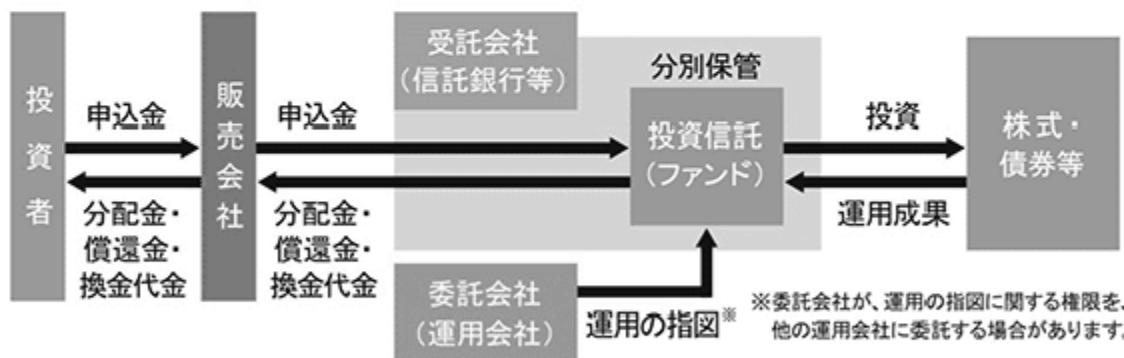 投資者
申込金
分配金・
償還金・
換金代金
販売会社
申込金
分配金・
償還金・
換金代金
受託会社
(信託銀行等)
分別保管
投資信託
(ファンド)
委託会社
(運用会社)
運用の指図※
投資
運用成果
株式・
債券等
※委託会社が、運用の指図に関する権限を、
他の運用会社に委託する場合があります。